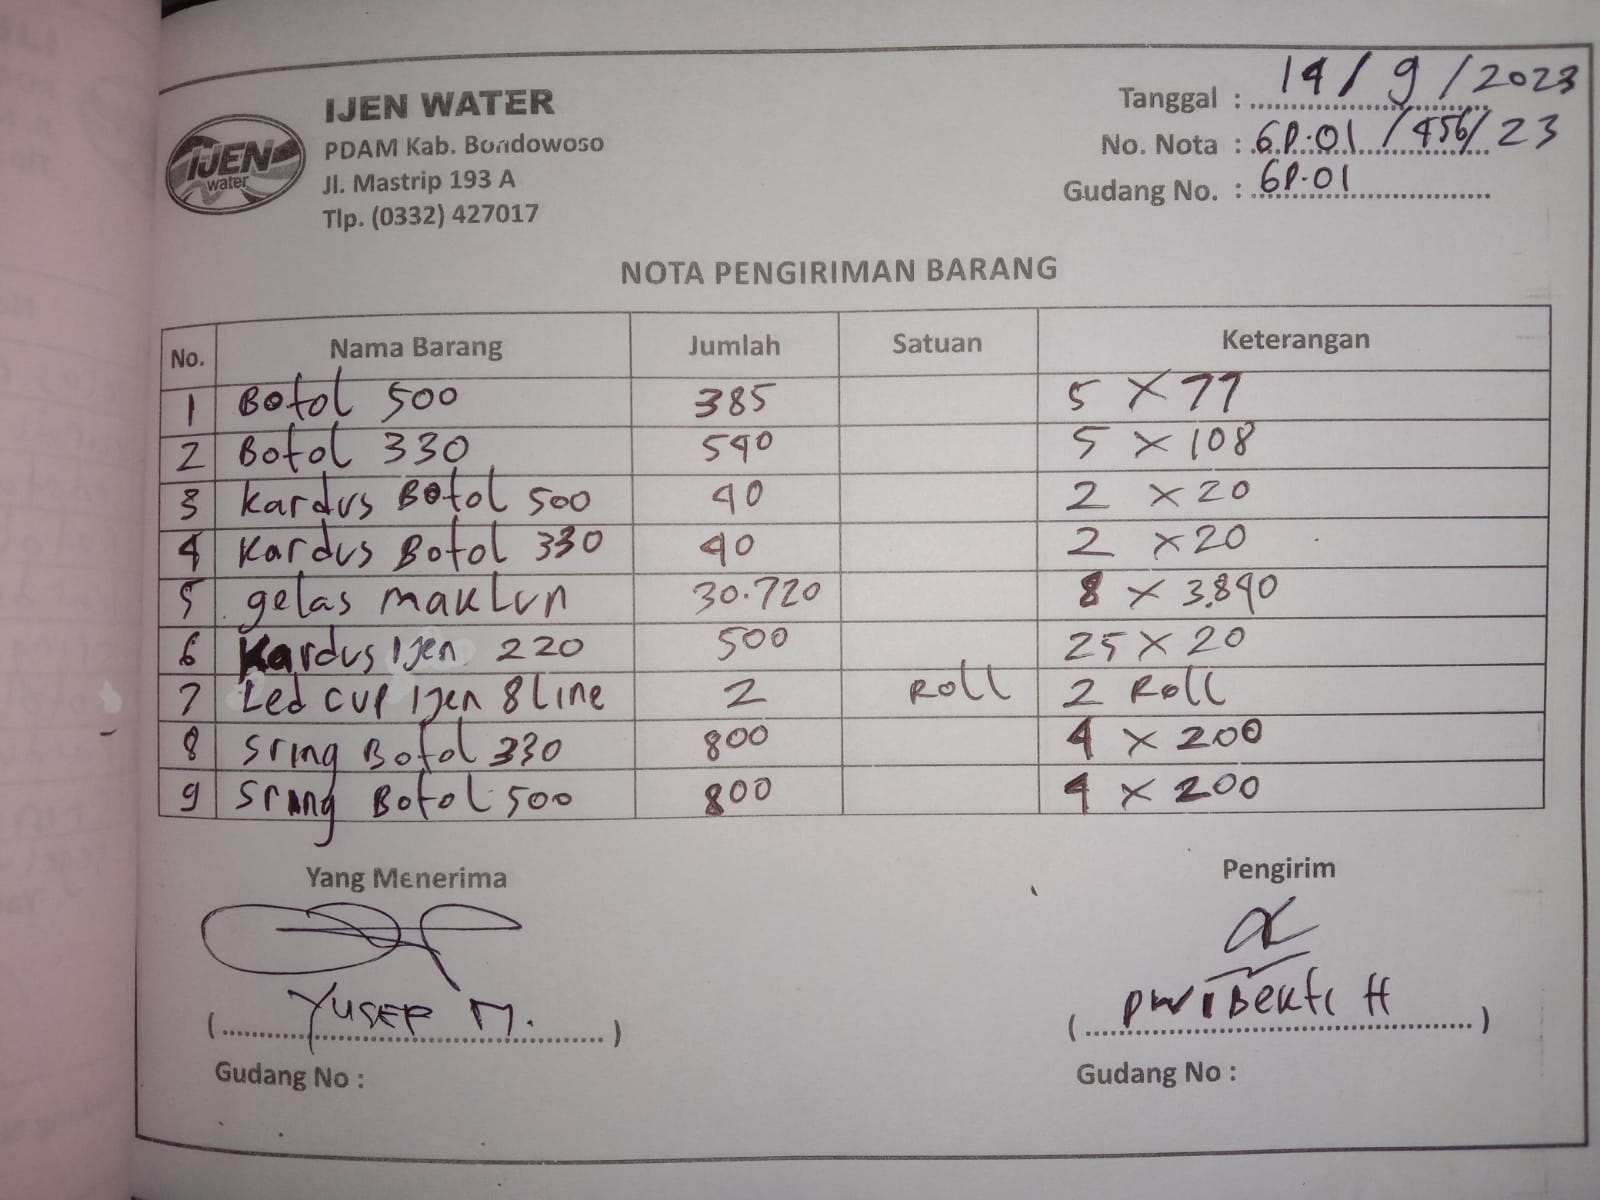 IJEN WATER
PDAM Kab. Bondowoso
Jl. Mastrip 193 A
Tlp. (0332) 427017
IJEN
water
Tanggal : 14/9/2023
No. Nota : GP.01/456/23
Gudang No. : GP.01
NOTA PENGIRIMAN BARANG
No. Nama Barang Jumlah Satuan Keterangan
1 Botol 500 385 5 X 77
2 Botol 330 540 5 X 108
3 Kardus Botol 500 40 2 X 20
4 Kardus Botol 330 40 2 X 20
5 gelas maklun 30.720 8 X 3.840
6 Kardus Ijen 220 500 25 X 20
7 Led cup Ijen 8 line 2 Roll 2 Roll
8 Sring Botol 330 800 4 X 200
9 Sring Botol 500 800 4 X 200
Yang Menerima Pengirim
(YUSEP M.) (Dwi Bekti H)
Gudang No : Gudang No :